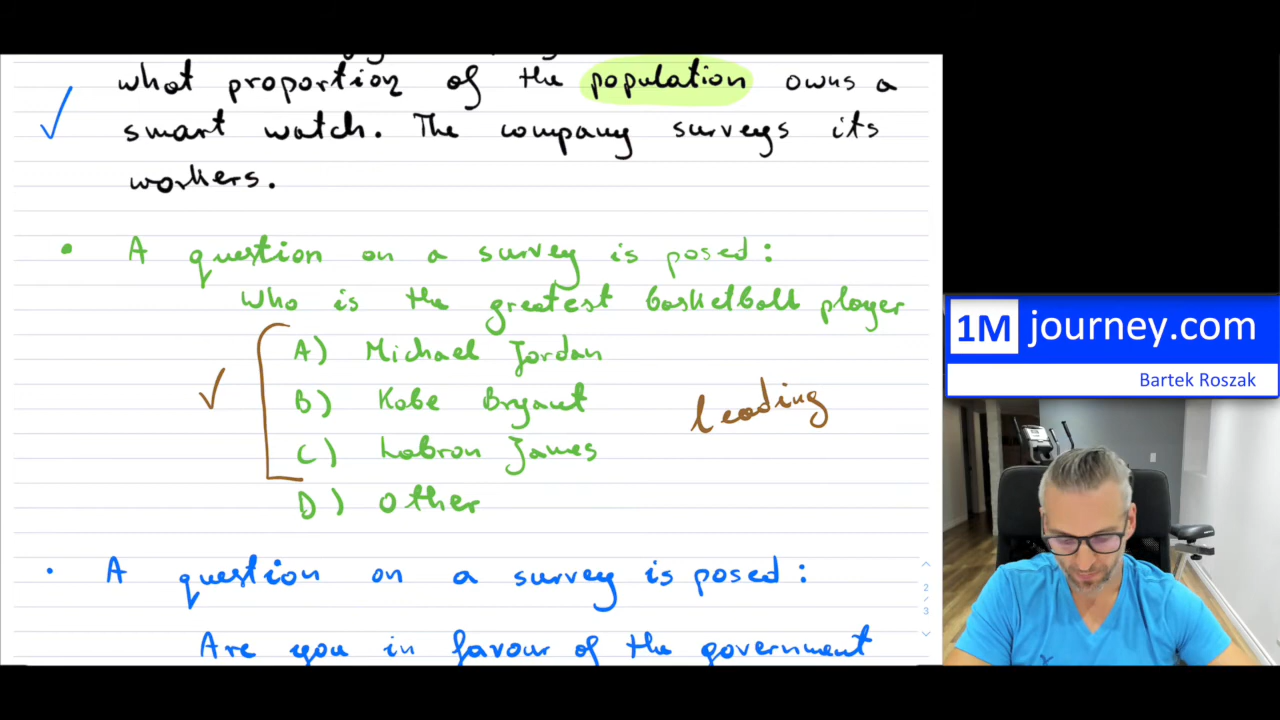 what proportion of the population owns a
smart watch. The company surveys its
workers.
• A question on a survey is posed:
Who is the greatest basketball player
A) Michael Jordan
B) Kobe Bryant
C) Lebron James
D) Other
leading
• A question on a survey is posed:
Are you in favour of the government
2
/
3
1M journey.com
Bartek Roszak